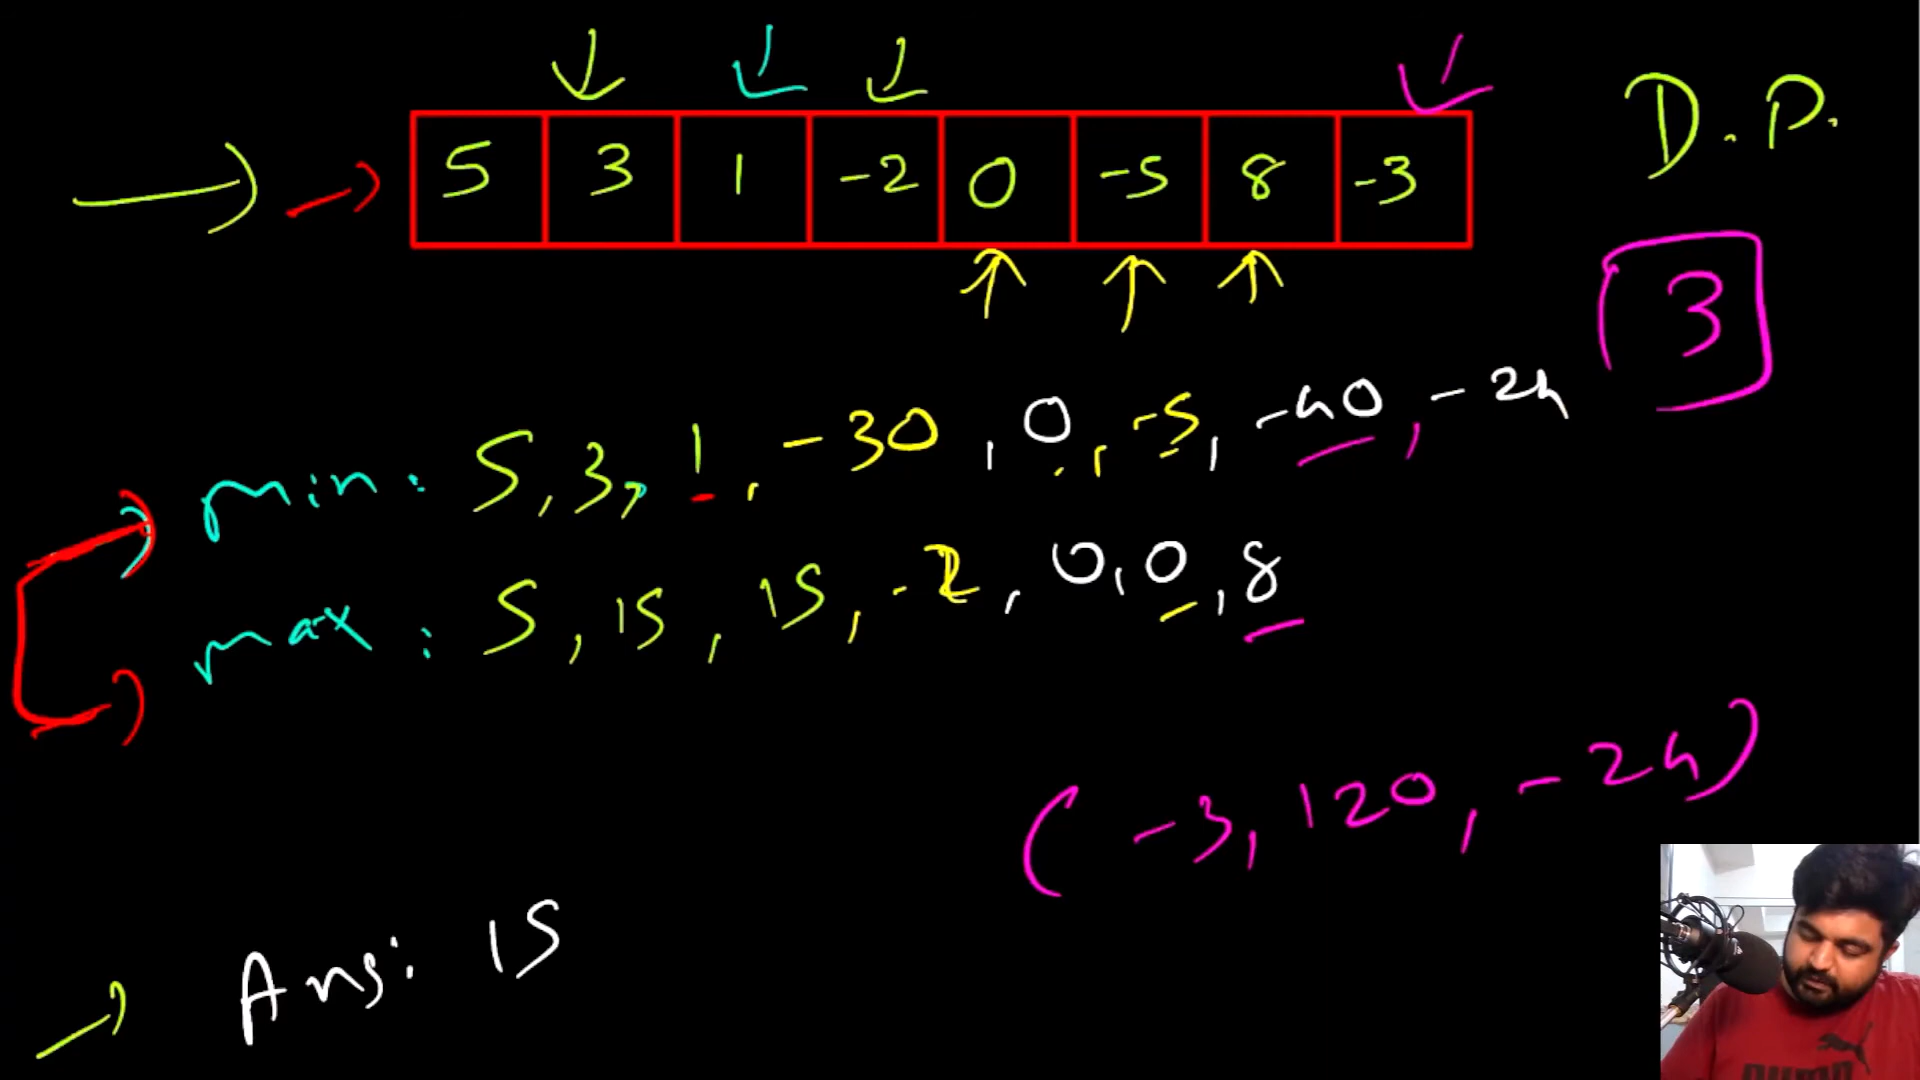 5 3 1 -2 0 -5 8 -3
D.P.
3
min: 5, 3, 1, -30, 0, -5, -40, -24
max: 5, 15, 15, -2, 0, 0, 8
(-3, 120, -24)
Ans: 15
PUMA